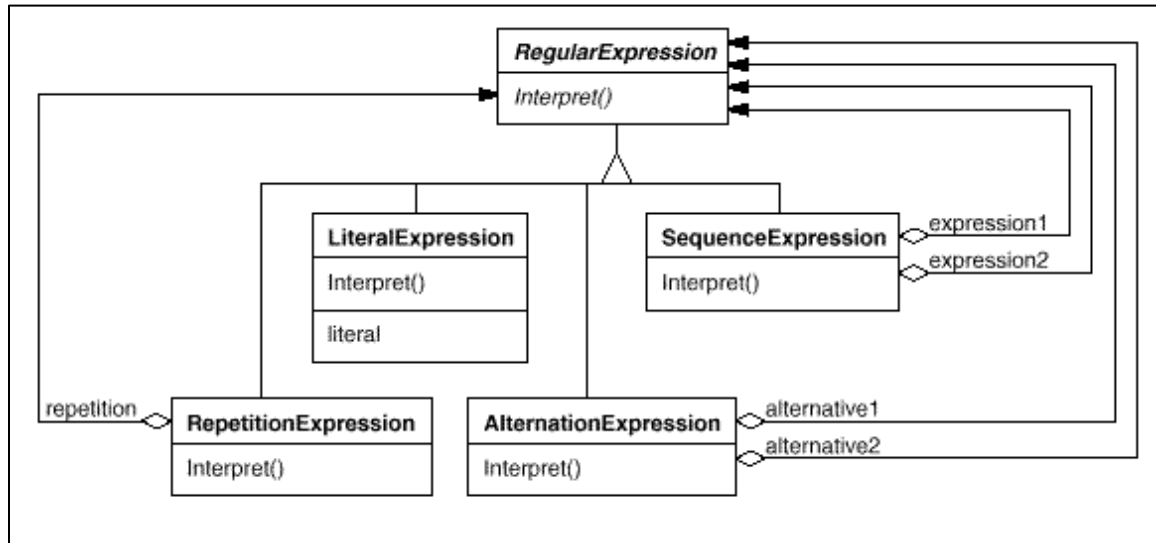 RegularExpression
Interpret()
LiteralExpression
Interpret()
literal
SequenceExpression
Interpret()
expression1
expression2
repetition
RepetitionExpression
Interpret()
AlternationExpression
Interpret()
alternative1
alternative2